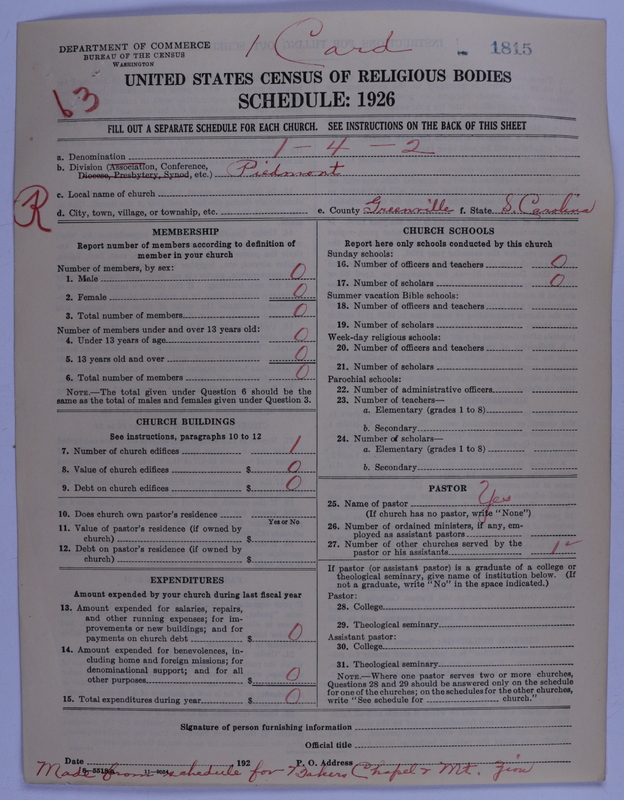 DEPARTMENT OF COMMERCE
BUREAU OF THE CENSUS
WASHINGTON
1 Card
1815
UNITED STATES CENSUS OF RELIGIOUS BODIES
SCHEDULE: 1926
63
FILL OUT A SEPARATE SCHEDULE FOR EACH CHURCH. SEE INSTRUCTIONS ON THE BACK OF THIS SHEET
a. Denomination 1 - 4 - 2
b. Division (Association, Conference, Diocese, Presbytery, Synod, etc.) Piedmont
c. Local name of church
R
d. City, town, village, or township, etc. e. County Greenville f. State S. Carolina
MEMBERSHIP
Report number of members according to definition of
member in your church
Number of members, by sex:
1. Male 0
2. Female 0
3. Total number of members 0
Number of members under and over 13 years old:
4. Under 13 years of age 0
5. 13 years old and over 0
6. Total number of members 0
NOTE.—The total given under Question 6 should be the
same as the total of males and females given under Question 3.
CHURCH BUILDINGS
See instructions, paragraphs 10 to 12
7. Number of church edifices 1
8. Value of church edifices $ 0
9. Debt on church edifices $ 0
10. Does church own pastor's residence
Yes or No
11. Value of pastor's residence (if owned by
church) $
12. Debt on pastor's residence (if owned by
church) $
EXPENDITURES
Amount expended by your church during last fiscal year
13. Amount expended for salaries, repairs,
and other running expenses; for im-
provements or new buildings; and for
payments on church debt $ 0
14. Amount expended for benevolences, in-
cluding home and foreign missions; for
denominational support; and for all
other purposes $ 0
15. Total expenditures during year $ 0
CHURCH SCHOOLS
Report here only schools conducted by this church
Sunday schools:
16. Number of officers and teachers 0
17. Number of scholars 0
Summer vacation Bible schools:
18. Number of officers and teachers
19. Number of scholars
Week-day religious schools:
20. Number of officers and teachers
21. Number of scholars
Parochial schools:
22. Number of administrative officers
23. Number of teachers—
a. Elementary (grades 1 to 8)
b. Secondary
24. Number of scholars—
a. Elementary (grades 1 to 8)
b. Secondary
PASTOR
25. Name of pastor Yes
(If church has no pastor, write "None")
26. Number of ordained ministers, if any, em-
ployed as assistant pastors
27. Number of other churches served by the
pastor or his assistants
If pastor (or assistant pastor) is a graduate of a college or
theological seminary, give name of institution below. (If
not a graduate, write "No" in the space indicated.)
Pastor:
28. College
29. Theological seminary
Assistant pastor:
30. College
31. Theological seminary
NOTE.—Where one pastor serves two or more churches,
Questions 28 and 29 should be answered only on the schedule
for one of the churches; on the schedules for the other churches,
write "See schedule for church."
Signature of person furnishing information
Official title
Date 192 P. O. Address
Made from schedule for Bakers Chapel & Mt. Zion